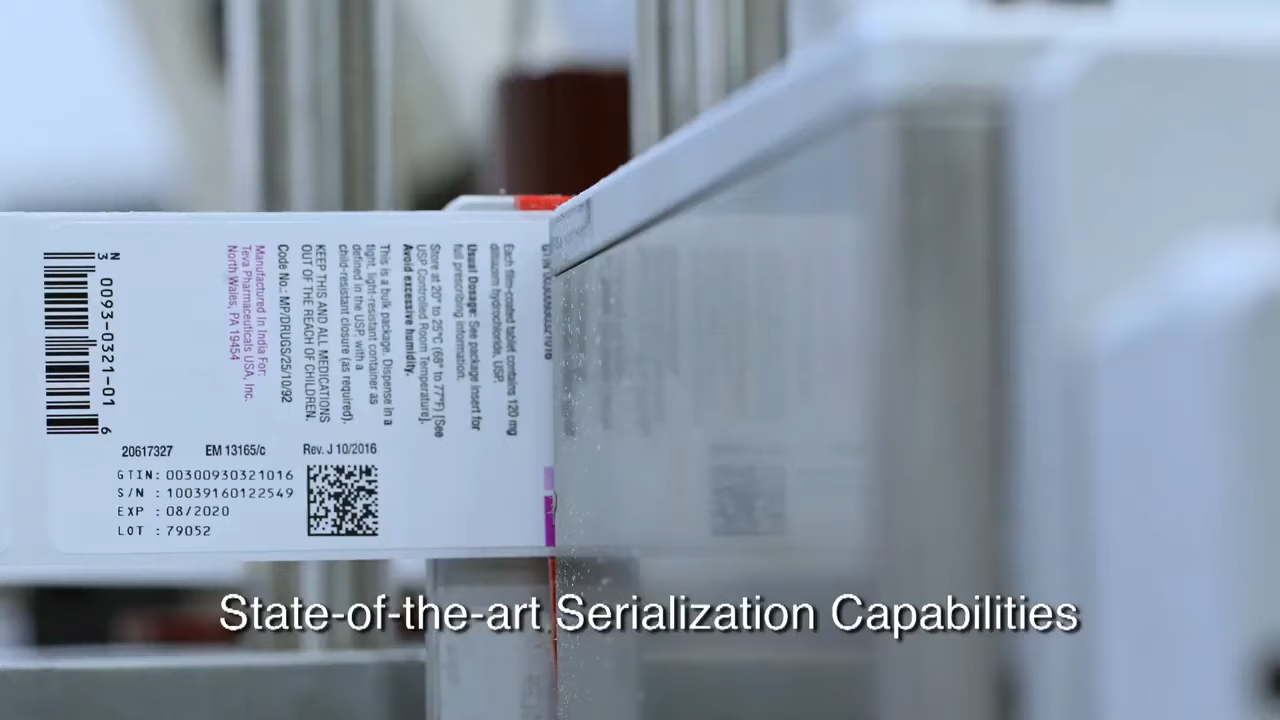 Each film-coated tablet contains 120 mg
diltiazem hydrochloride, USP.
Usual Dosage: See package insert for
full prescribing information.
Store at 20° to 25°C (68° to 77°F) [See
USP Controlled Room Temperature].
Avoid excessive humidity.
This is a bulk package. Dispense in a
tight, light-resistant container as
defined in the USP, with a
child-resistant closure (as required).
KEEP THIS AND ALL MEDICATIONS
OUT OF THE REACH OF CHILDREN.
Code No.: MP/DRUGS/25/10/92
Manufactured In India For:
Teva Pharmaceuticals USA, Inc.
North Wales, PA 19454
N
3 0093-0321-01 6
20617327 EM 13165/c Rev. J 10/2016
GTIN: 00300930321016
S/N : 10039160122549
EXP : 08/2020
LOT : 79052
State-of-the-art Serialization Capabilities